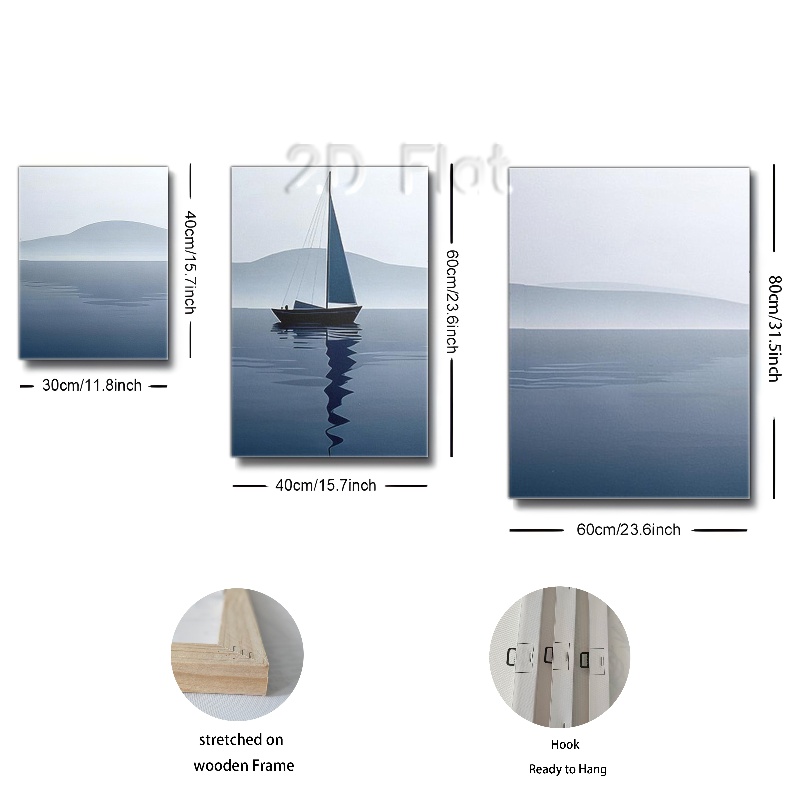 2D Flat
40cm/15.7inch
60cm/23.6inch
80cm/31.5inch
30cm/11.8inch
40cm/15.7inch
60cm/23.6inch
stretched on
wooden Frame
Hook
Ready to Hang